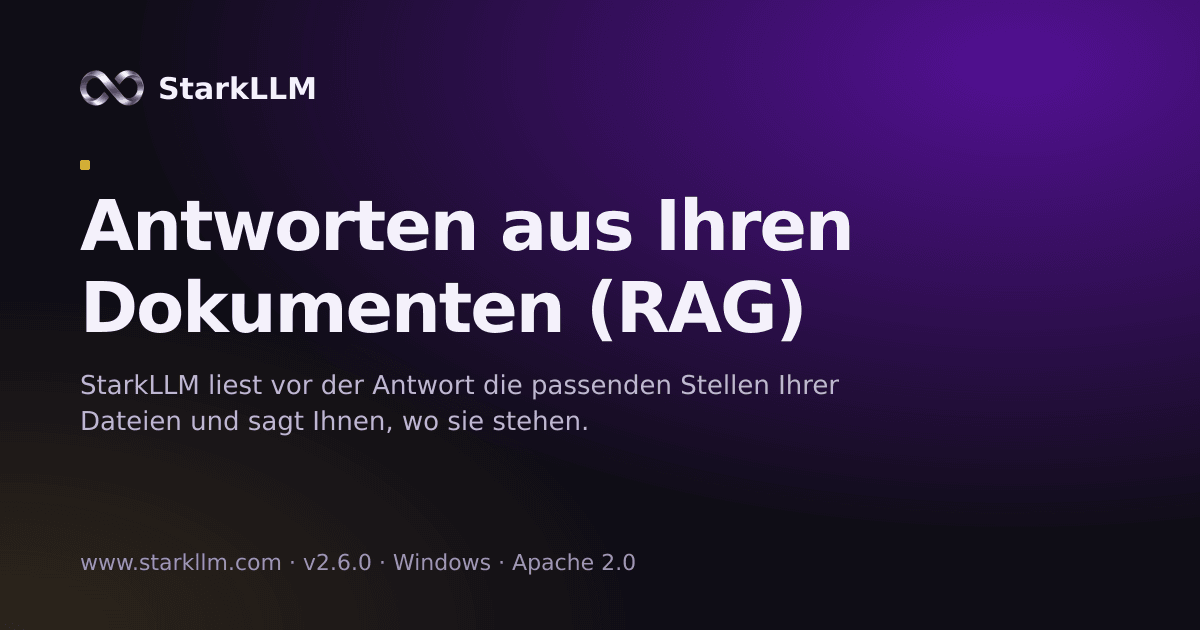 StarkLLM
Antworten aus Ihren
Dokumenten (RAG)
StarkLLM liest vor der Antwort die passenden Stellen Ihrer
Dateien und sagt Ihnen, wo sie stehen.
www.starkllm.com · v2.6.0 · Windows · Apache 2.0